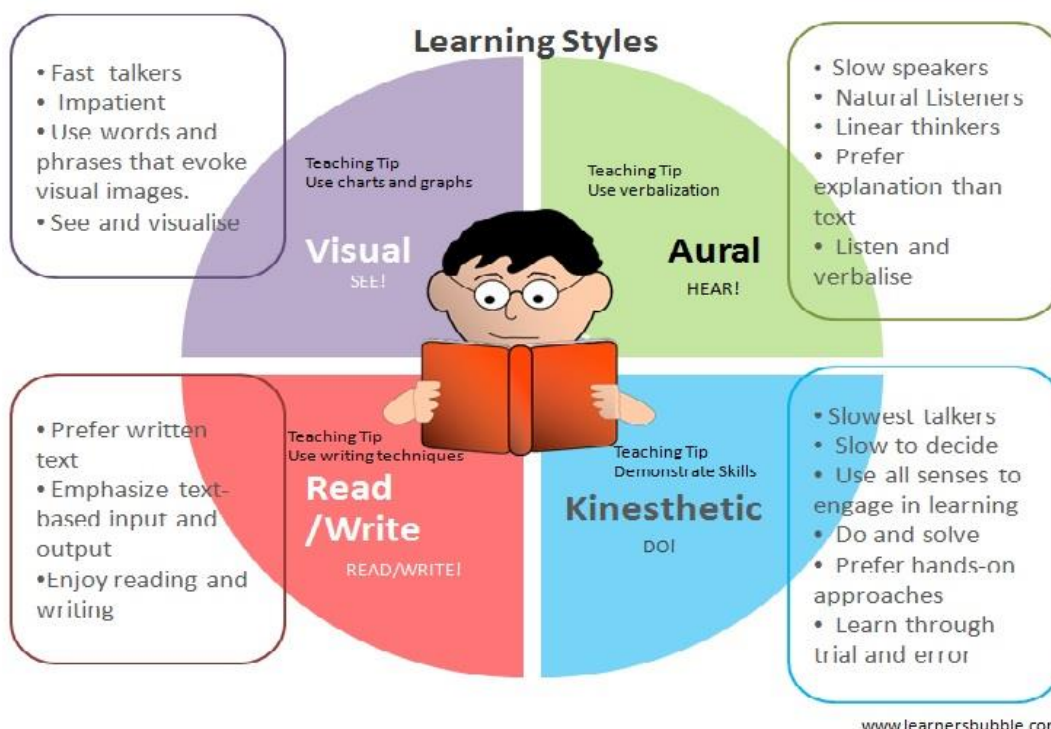 Learning Styles
• Fast talkers
• Impatient
• Use words and
phrases that evoke
visual images.
• See and visualise
Teaching Tip
Use charts and graphs
Visual
SEE!
Teaching Tip
Use verbalization
Aural
HEAR!
• Slow speakers
• Natural Listeners
• Linear thinkers
• Prefer
explanation than
text
• Listen and
verbalise
• Prefer written
text
• Emphasize text-
based input and
output
•Enjoy reading and
writing
Teaching Tip
Use writing techniques
Read
/Write
READ/WRITE!
Teaching Tip
Demonstrate Skills
Kinesthetic
DO!
• Slowest talkers
• Slow to decide
• Use all senses to
engage in learning
• Do and solve
• Prefer hands-on
approaches
• Learn through
trial and error
www.learnersbubble.com